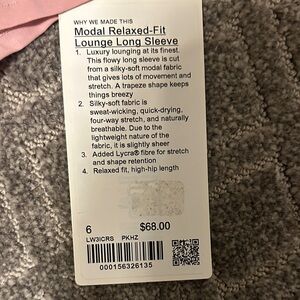 WHY WE MADE THIS
Modal Relaxed-Fit
Lounge Long Sleeve
1. Luxury lounging at its finest.
This flowy long sleeve is cut
from a silky-soft modal fabric
that gives lots of movement and
stretch. A trapeze shape keeps
things breezy
2. Silky-soft fabric is
sweat-wicking, quick-drying,
four-way stretch, and naturally
breathable. Due to the
lightweight nature of the
fabric, it is slightly sheer
3. Added Lycra® fibre for stretch
and shape retention
4. Relaxed fit, high-hip length
6 $68.00
LW3ICRS PKHZ
000156326135